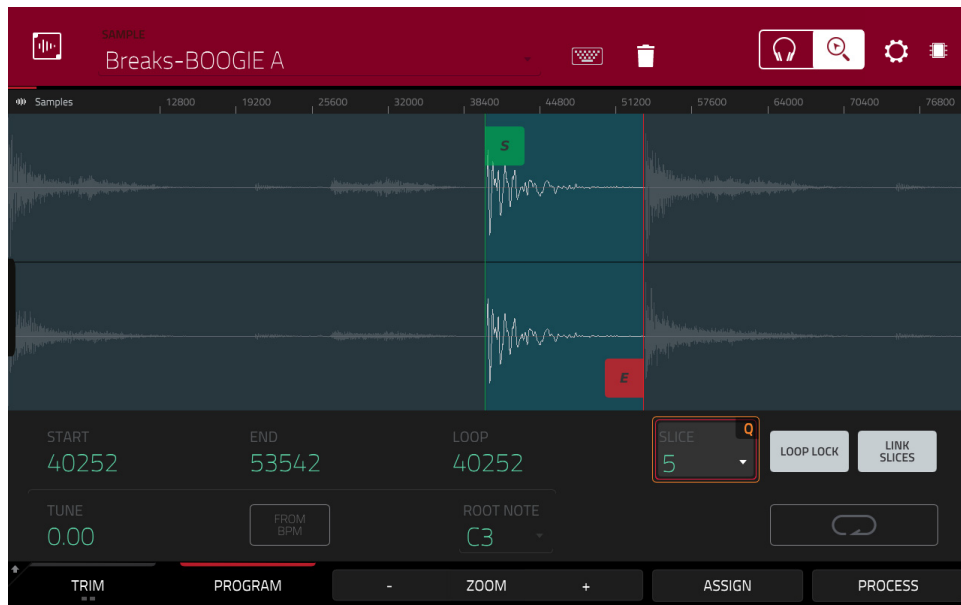 SAMPLE
Breaks-BOOGIE A
Samples 12800 19200 25600 32000 38400 44800 51200 57600 64000 70400 76800
S
E
START END LOOP SLICE Q
40252 53542 40252 5 LOOP LOCK LINK SLICES
TUNE FROM BPM ROOT NOTE
0.00 C3
TRIM PROGRAM - ZOOM + ASSIGN PROCESS